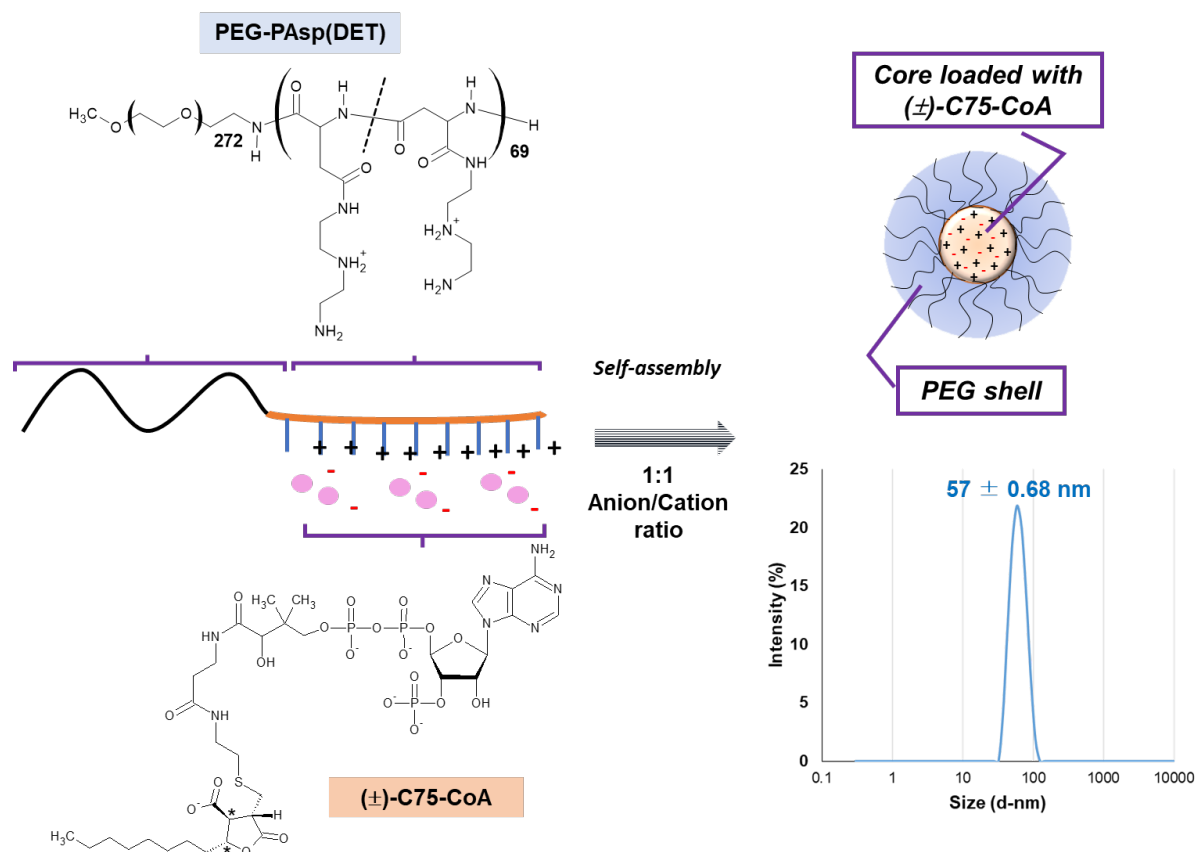 PEG-PAsp(DET)
H3C
O
O
272
N
H
O
H
N
O
N
H
H
69
O
NH
H2N+
NH2
O
NH
H2N+
H2N
NH2+
Core loaded with
(±)-C75-CoA
PEG shell
Self-assembly
1:1
Anion/Cation
ratio
57 ± 0.68 nm
Intensity (%)
25
20
15
10
5
0
0.1 1 10 100 1000 10000
Size (d-nm)
NH2
N
N
N
N
O
H3C CH3
O
NH
OH
O
P
O
O-
O
P
O
O-
O
O
P
O-
O-
O
OH
O
NH
S
O
O-
*
H
O
O
*
H3C
(±)-C75-CoA